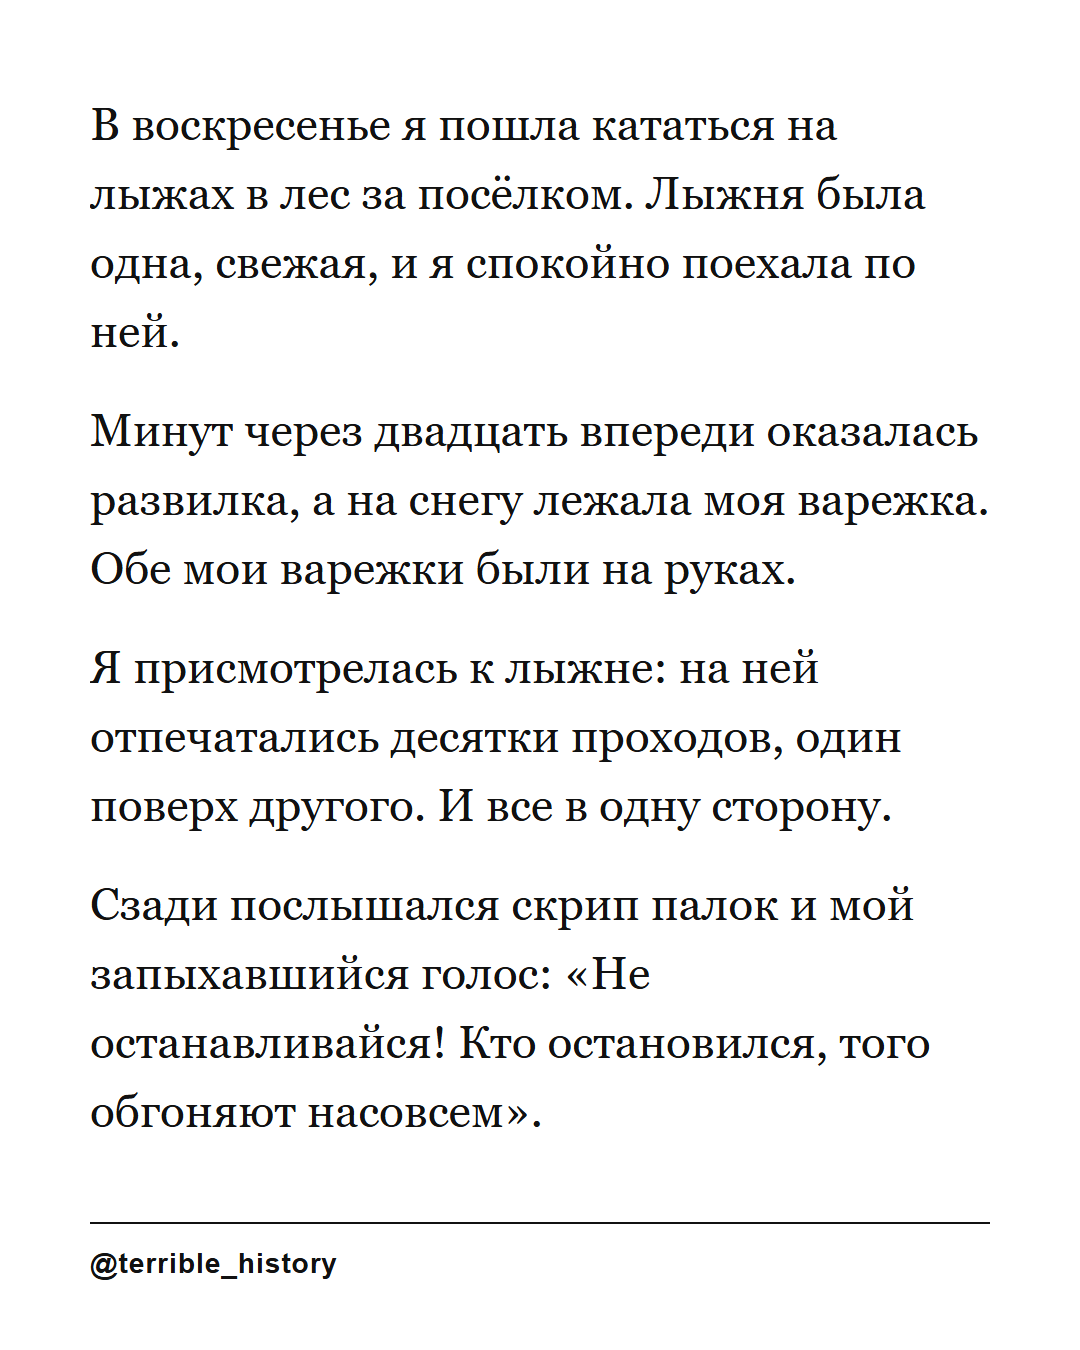 В воскресенье я пошла кататься на
лыжах в лес за посёлком. Лыжня была
одна, свежая, и я спокойно поехала по
ней.
Минут через двадцать впереди оказалась
развилка, а на снегу лежала моя варежка.
Обе мои варежки были на руках.
Я присмотрелась к лыжне: на ней
отпечатались десятки проходов, один
поверх другого. И все в одну сторону.
Сзади послышался скрип палок и мой
запыхавшийся голос: «Не
останавливайся! Кто остановился, того
обгоняют насовсем».
@terrible_history